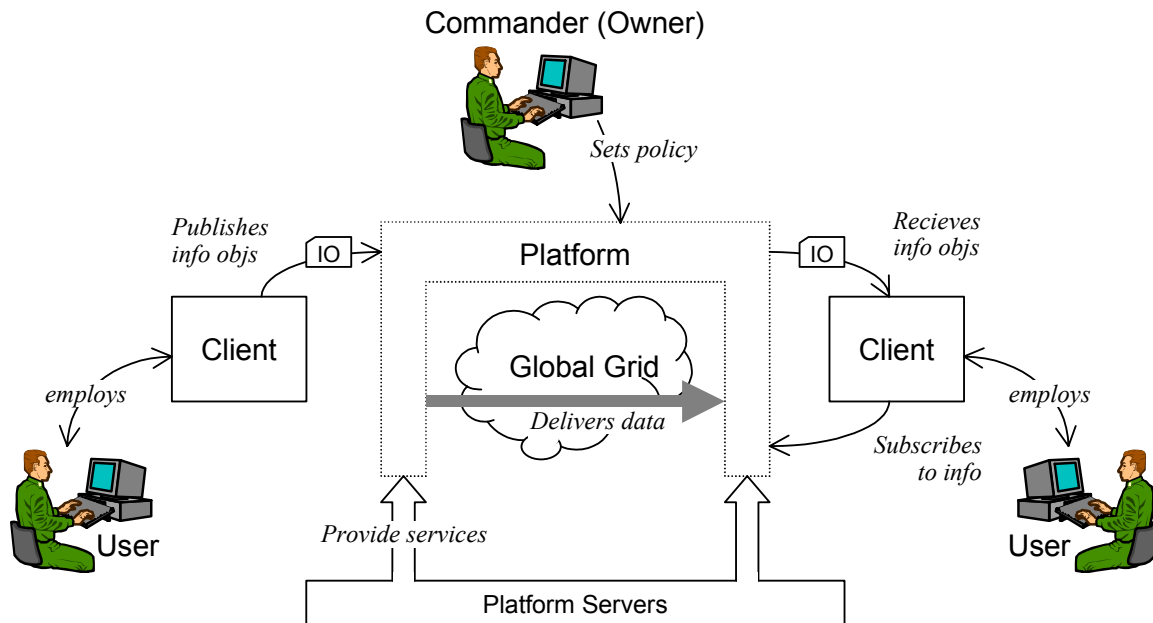 Commander (Owner)
Sets policy
Publishes
info objs
IO
Platform
IO
Recieves
info objs
Client
Global Grid
Client
employs
Delivers data
employs
Subscribes
to info
User
Provide services
User
Platform Servers